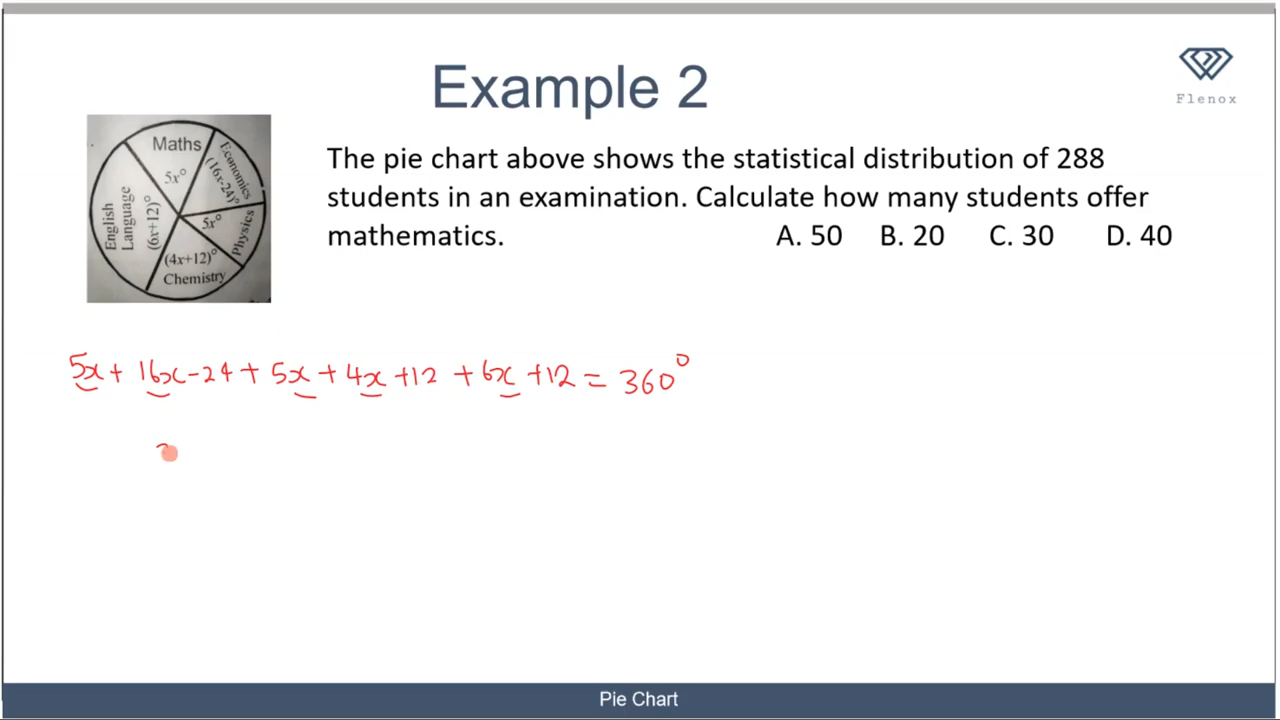 Example 2
Flenox
Maths
5x°
Economics
(16x-24)°
English
Language
(6x+12)°
5x°
Physics
(4x+12)°
Chemistry
The pie chart above shows the statistical distribution of 288
students in an examination. Calculate how many students offer
mathematics. A. 50 B. 20 C. 30 D. 40
5x + 16x - 24 + 5x + 4x + 12 + 6x + 12 = 360°
Pie Chart